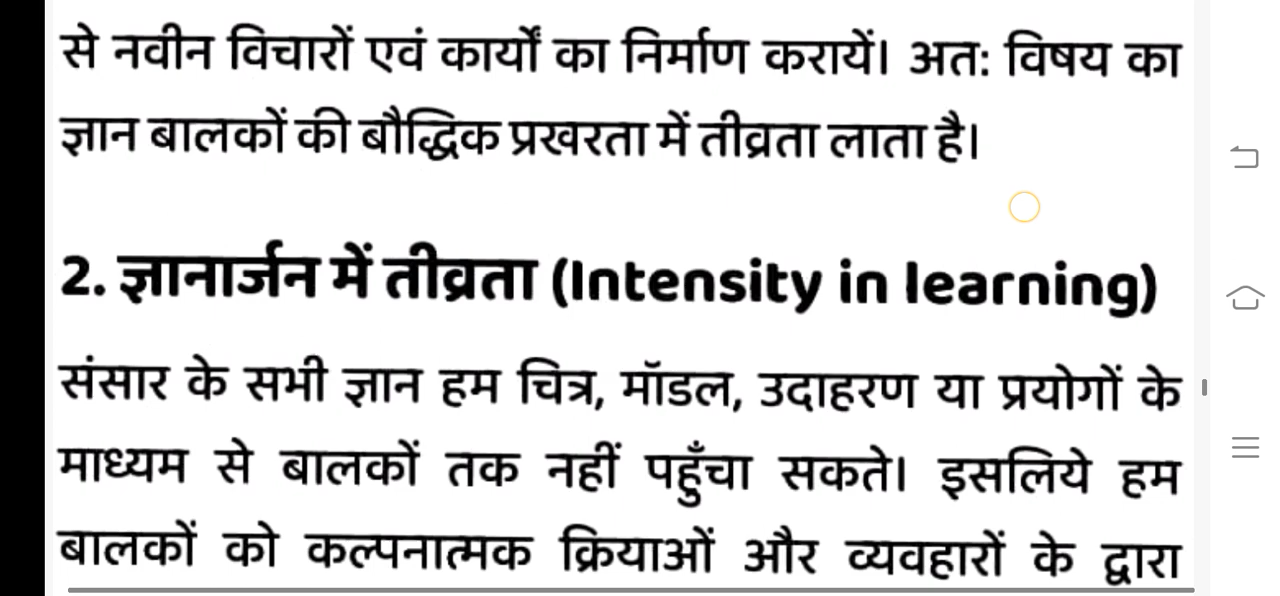 से नवीन विचारों एवं कार्यों का निर्माण करायें। अत: विषय का
ज्ञान बालकों की बौद्धिक प्रखरता में तीव्रता लाता है।
2. ज्ञानार्जन में तीव्रता (Intensity in learning)
संसार के सभी ज्ञान हम चित्र, मॉडल, उदाहरण या प्रयोगों के
माध्यम से बालकों तक नहीं पहुँचा सकते। इसलिये हम
बालकों को कल्पनात्मक क्रियाओं और व्यवहारों के द्वारा